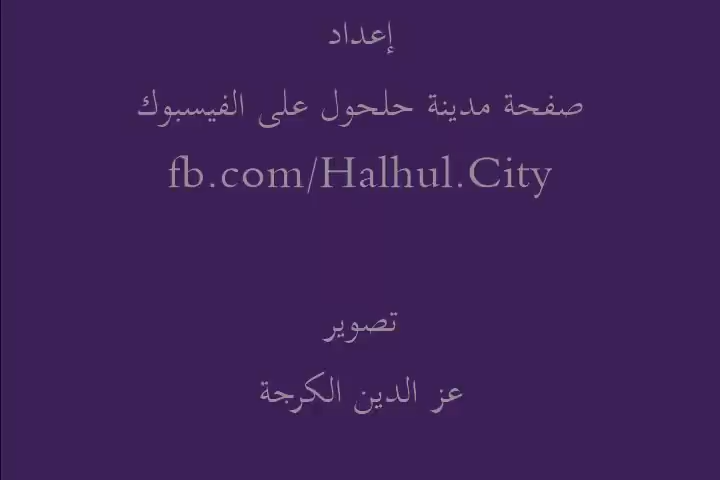 إعداد
صفحة مدينة حلحول على الفيسبوك
fb.com/Halhul.City
تصوير
عز الدين الكرجة